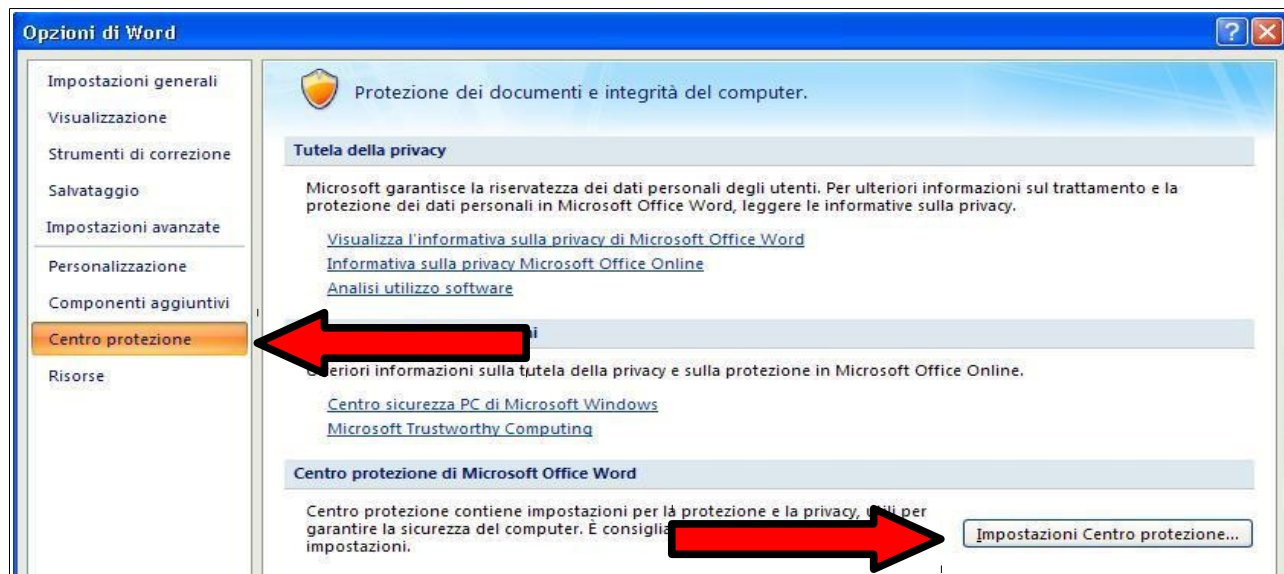 Opzioni di Word
Impostazioni generali
Visualizzazione
Strumenti di correzione
Salvataggio
Impostazioni avanzate
Personalizzazione
Componenti aggiuntivi
Centro protezione
Risorse
Protezione dei documenti e integrità del computer.
Tutela della privacy
Microsoft garantisce la riservatezza dei dati personali degli utenti. Per ulteriori informazioni sul trattamento e la
protezione dei dati personali in Microsoft Office Word, leggere le informative sulla privacy.
Visualizza l'informativa sulla privacy di Microsoft Office Word
Informativa sulla privacy Microsoft Office Online
Analisi utilizzo software
informazioni sulla tutela della privacy e sulla protezione in Microsoft Office Online.
Centro sicurezza PC di Microsoft Windows
Microsoft Trustworthy Computing
Centro protezione di Microsoft Office Word
Centro protezione contiene impostazioni per la protezione e la privacy, utili per
garantire la sicurezza del computer. È
impostazioni.
Impostazioni Centro protezione...